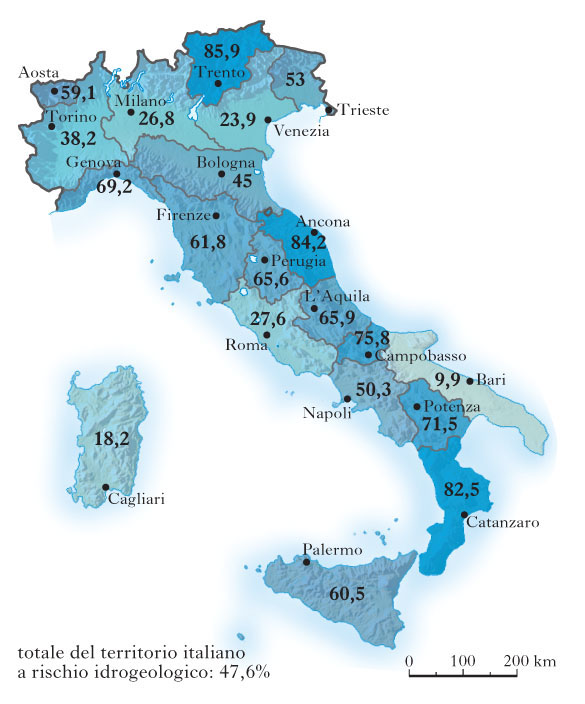 85,9
Trento
Aosta
59,1
53
Milano
26,8
Torino
38,2
23,9
Venezia
Trieste
Genova
69,2
Bologna
45
Firenze
61,8
Ancona
84,2
Perugia
65,6
L'Aquila
65,9
27,6
Roma
75,8
Campobasso
9,9
Bari
50,3
Napoli
Potenza
71,5
18,2
Cagliari
82,5
Catanzaro
Palermo
60,5
totale del territorio italiano
a rischio idrogeologico: 47,6%
0 100 200 km